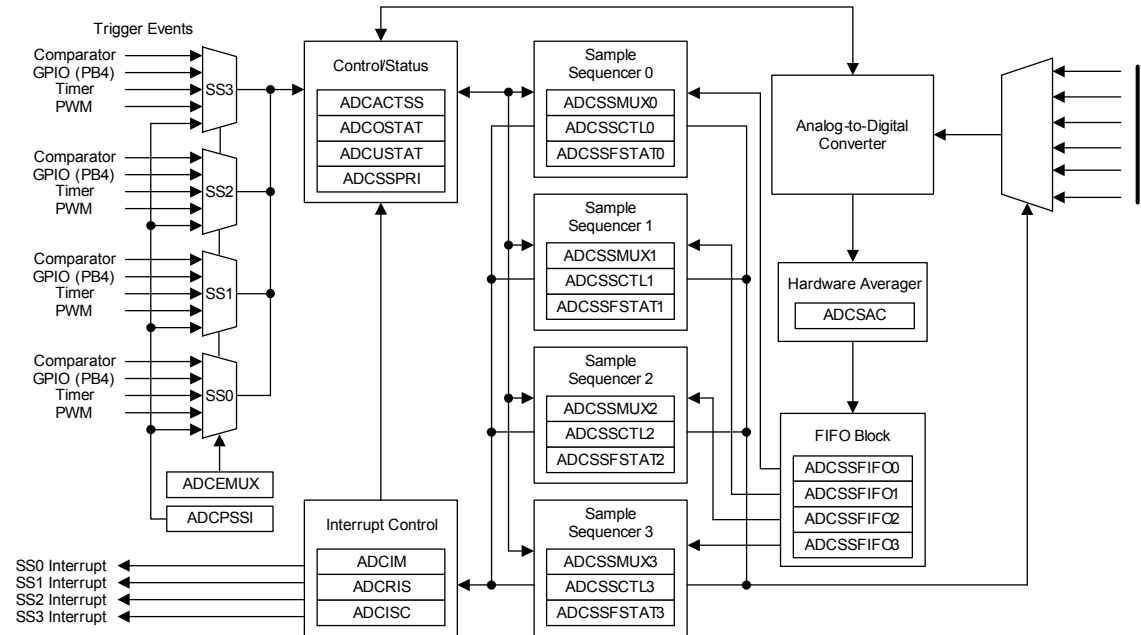 Trigger Events
Comparator
GPIO (PB4)
Timer
PWM
SS3
Comparator
GPIO (PB4)
Timer
PWM
SS2
Comparator
GPIO (PB4)
Timer
PWM
SS1
Comparator
GPIO (PB4)
Timer
PWM
SS0
ADCEMUX
ADCPSSI
Control/Status
ADCACTSS
ADCOSTAT
ADCUSTAT
ADCSSPRI
Interrupt Control
ADCIM
ADCRIS
ADCISC
SS0 Interrupt
SS1 Interrupt
SS2 Interrupt
SS3 Interrupt
Sample
Sequencer 0
ADCSSMUX0
ADCSSCTL0
ADCSSFSTAT0
Sample
Sequencer 1
ADCSSMUX1
ADCSSCTL1
ADCSSFSTAT1
Sample
Sequencer 2
ADCSSMUX2
ADCSSCTL2
ADCSSFSTAT2
Sample
Sequencer 3
ADCSSMUX3
ADCSSCTL3
ADCSSFSTAT3
Analog-to-Digital
Converter
Hardware Averager
ADCSAC
FIFO Block
ADCSSFIFO0
ADCSSFIFO1
ADCSSFIFO2
ADCSSFIFO3